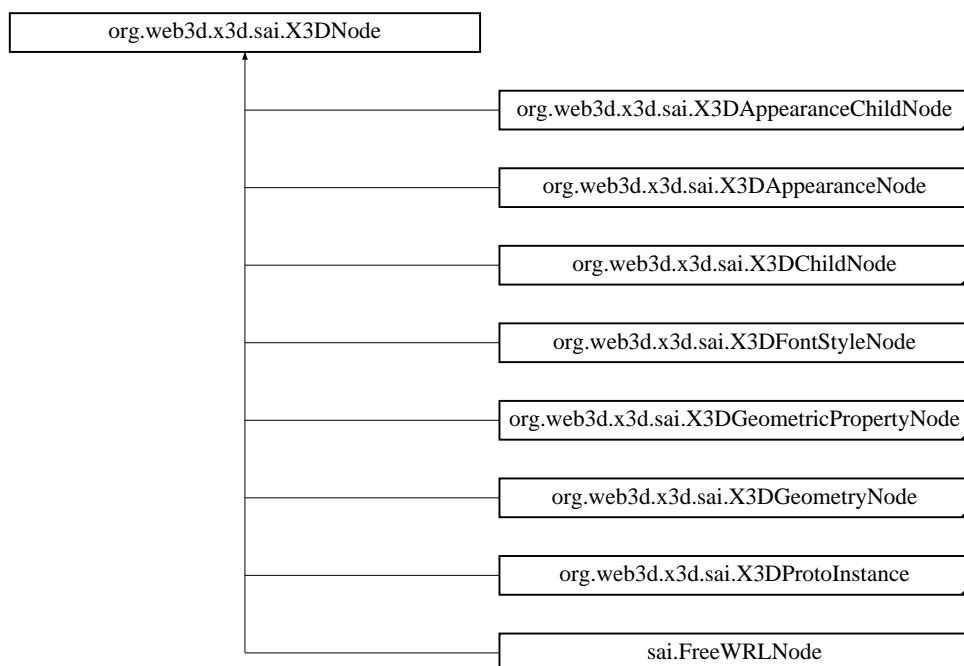 org.web3d.x3d.sai.X3DNode
org.web3d.x3d.sai.X3DAppearanceChildNode
org.web3d.x3d.sai.X3DAppearanceNode
org.web3d.x3d.sai.X3DChildNode
org.web3d.x3d.sai.X3DFontStyleNode
org.web3d.x3d.sai.X3DGeometricPropertyNode
org.web3d.x3d.sai.X3DGeometryNode
org.web3d.x3d.sai.X3DProtoInstance
sai.FreeWRLNode